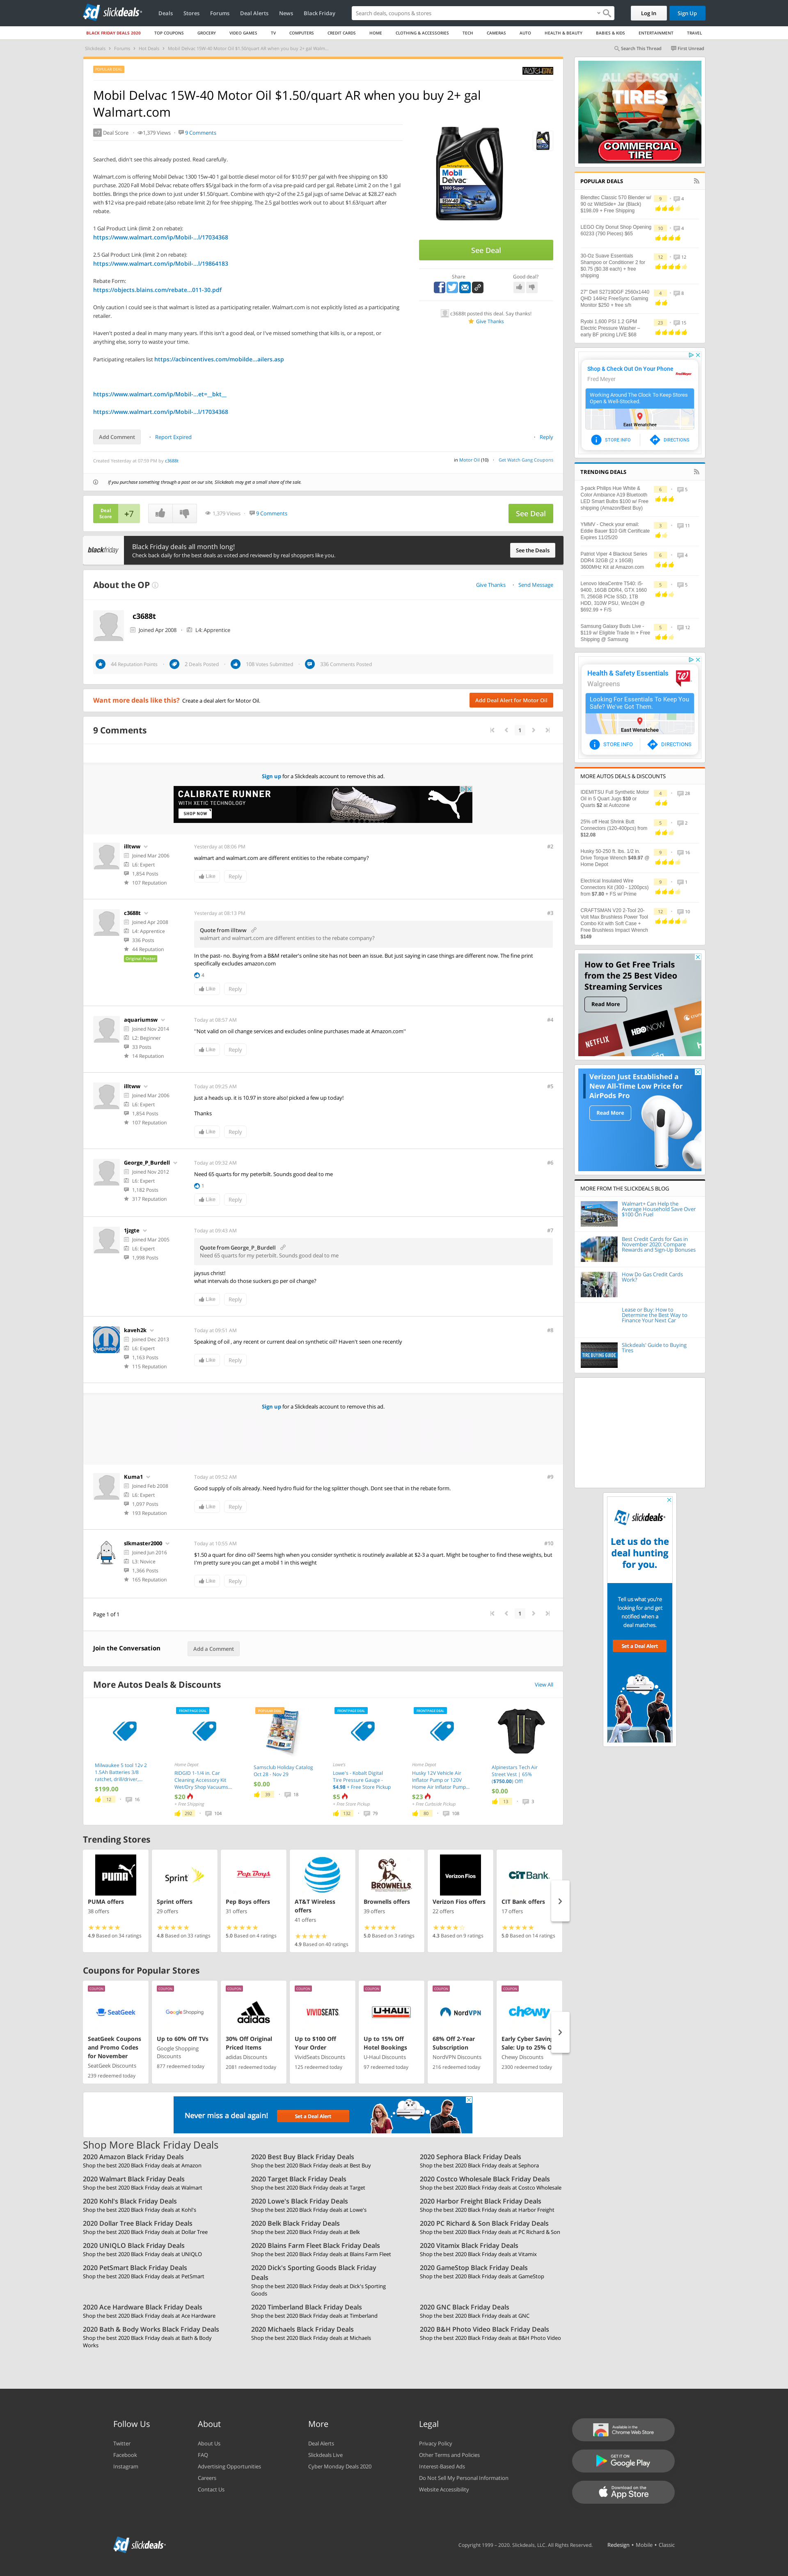 slickdeals
Deals Stores Forums Deal Alerts News Black Friday
Search deals, coupons & stores
Log In Sign Up
BLACK FRIDAY DEALS 2020 TOP COUPONS GROCERY VIDEO GAMES TV COMPUTERS CREDIT CARDS HOME CLOTHING & ACCESSORIES TECH CAMERAS AUTO HEALTH & BEAUTY BABIES & KIDS ENTERTAINMENT TRAVEL
Slickdeals Forums Hot Deals Mobil Delvac 15W-40 Motor Oil $1.50/quart AR when you buy 2+ gal Walm...
Search This Thread First Unread
Mobil Delvac 15W-40 Motor Oil $1.50/quart AR when you buy 2+ gal
Walmart.com
+7 Deal Score 1,379 Views 9 Comments
Searched, didn't see this already posted. Read carefully.
Walmart.com is offering Mobil Delvac 1300 15w-40 1 gal bottle diesel motor oil for $10.97 per gal with free shipping on $30
purchase. 2020 Fall Mobil Delvac rebate offers $5/gal back in the form of a visa pre-paid card per rebate. Rebate Limit 2 on the 1 gal
bottles. Brings the price down to just under $1.50/quart. Combine this with qty=2 of the 2.5 gal jugs of same Delvac at $28.27 each
with $12 visa pre-paid rebate (also rebate limit 2) for those. The 2.5 gal bottles work out to about $1.63/quart after
rebate.
1 Gal Product Link (limit 2 on rebate):
https://www.walmart.com/ip/Mobil-...l/17034368
2.5 Gal Product Link (limit 2 on rebate):
https://www.walmart.com/ip/Mobil-...l/19864183
Rebate Form:
https://objects.blains.com/rebate...011-30.pdf
Only caution I could see is that walmart is listed as a participating retailer. Walmart.com is not explicitly listed as a participating
retailer.
Haven't posted a deal in many many years. If this isn't a good deal, or I've missed something that kills is, or a repost, or
anything else, sorry to waste your time.
Participating retailers list https://acbincentives.com/mobilde...ailers.asp
https://www.walmart.com/ip/Mobil-...et=__bkt__
https://www.walmart.com/ip/Mobil-...l/17034368
See Deal
Share Good deal?
c3688t posted this deal. Say thanks!
Give Thanks
Add Comment Report Expired Reply
Created Yesterday at 07:59 PM by c3688t
in Motor Oil (10) Get Watch Gang Coupons
If you purchase something through a post on our site, Slickdeals may get a small share of the sale.
Deal Score +7 1,379 Views 9 Comments See Deal
blackfriday
Black Friday deals all month long!
Check back daily for the best deals as voted and reviewed by real shoppers like you.
See the Deals
About the OP
Give Thanks Send Message
c3688t
Joined Apr 2008 L4: Apprentice
44 Reputation Points 2 Deals Posted 108 Votes Submitted 336 Comments Posted
Want more deals like this? Create a deal alert for Motor Oil.
Add Deal Alert for Motor Oil
9 Comments
1
Sign up for a Slickdeals account to remove this ad.
CALIBRATE RUNNER
WITH XETIC TECHNOLOGY
SHOP NOW
illtww
Joined Mar 2006
L6: Expert
1,854 Posts
107 Reputation
Yesterday at 08:06 PM #2
walmart and walmart.com are different entities to the rebate company?
Like Reply
c3688t
Joined Apr 2008
L4: Apprentice
336 Posts
44 Reputation
Original Poster
Yesterday at 08:13 PM #3
Quote from illtww
walmart and walmart.com are different entities to the rebate company?
In the past--no. Buying from a B&M retailer's online site has not been an issue. But just saying in case things are different now. The fine print
specifically excludes amazon.com
4
Like Reply
aquariumsw
Joined Nov 2014
L2: Beginner
33 Posts
14 Reputation
Today at 08:57 AM #4
"Not valid on oil change services and excludes online purchases made at Amazon.com"
Like Reply
illtww
Joined Mar 2006
L6: Expert
1,854 Posts
107 Reputation
Today at 09:25 AM #5
Just a heads up. it is 10.97 in store also! picked a few up today!
Thanks
Like Reply
George_P_Burdell
Joined Nov 2012
L6: Expert
1,182 Posts
317 Reputation
Today at 09:32 AM #6
Need 65 quarts for my peterbilt. Sounds good deal to me
1
Like Reply
1jzgte
Joined Mar 2005
L6: Expert
1,998 Posts
Today at 09:43 AM #7
Quote from George_P_Burdell
Need 65 quarts for my peterbilt. Sounds good deal to me
jaysus christ!
what intervals do those suckers go per oil change?
Like Reply
kaveh2k
Joined Dec 2013
L6: Expert
1,163 Posts
115 Reputation
Today at 09:51 AM #8
Speaking of oil , any recent or current deal on synthetic oil? Haven't seen one recently
Like Reply
Sign up for a Slickdeals account to remove this ad.
Kuma1
Joined Feb 2008
L6: Expert
1,097 Posts
193 Reputation
Today at 09:52 AM #9
Good supply of oils already. Need hydro fluid for the log splitter though. Dont see that in the rebate form.
Like Reply
slkmaster2000
Joined Jun 2016
L3: Novice
1,366 Posts
165 Reputation
Today at 10:55 AM #10
$1.50 a quart for dino oil? Seems high when you consider synthetic is routinely available at $2-3 a quart. Might be tougher to find these weights, but
I'm pretty sure you can get a mobil 1 in this weight
Like Reply
Page 1 of 1 1
Join the Conversation Add a Comment
More Autos Deals & Discounts View All
Milwaukee 5 tool 12v 2
1.5Ah Batteries 3/8
ratchet, drill/driver,...
$199.00
12 16
Home Depot
RIDGID 1-1/4 in. Car
Cleaning Accessory Kit
Wet/Dry Shop Vacuums...
$20
+ Free Shipping
292 104
SamsClub Holiday Catalog
Oct 28 - Nov 29
$0.00
38 18
Lowe's
Lowe's - Kobalt Digital
Tire Pressure Gauge -
$4.98 + Free Store Pickup
$5
+ Free Store Pickup
132 79
Home Depot
Husky 12V Vehicle Air
Inflator Pump or 120V
Home Air Inflator Pump...
$23
+ Free Curbside Pickup
80 108
Alpinestars Tech Air
Street Vest | 65%
($750.00) Off!
$0.00
13 3
Trending Stores
PUMA offers
38 offers
4.9 Based on 34 ratings
Sprint offers
29 offers
4.8 Based on 33 ratings
Pep Boys offers
31 offers
5.0 Based on 4 ratings
AT&T Wireless
offers
41 offers
4.9 Based on 40 ratings
Brownells offers
39 offers
5.0 Based on 3 ratings
Verizon Fios offers
22 offers
4.3 Based on 9 ratings
CIT Bank offers
17 offers
5.0 Based on 14 ratings
Coupons for Popular Stores
SeatGeek Coupons
and Promo Codes
for November
SeatGeek Discounts
239 redeemed today
Up to 60% Off TVs
Google Shopping
Discounts
877 redeemed today
30% Off Original
Priced Items
adidas Discounts
2081 redeemed today
Up to $100 Off
Your Order
VividSeats Discounts
125 redeemed today
Up to 15% Off
Hotel Bookings
U-Haul Discounts
97 redeemed today
68% Off 2-Year
Subscription
NordVPN Discounts
216 redeemed today
Early Cyber Saving
Sale: Up to 25% O
Chewy Discounts
2300 redeemed today
Never miss a deal again! Set a Deal Alert
Shop More Black Friday Deals
2020 Amazon Black Friday Deals
Shop the best 2020 Black Friday deals at Amazon
2020 Best Buy Black Friday Deals
Shop the best 2020 Black Friday deals at Best Buy
2020 Sephora Black Friday Deals
Shop the best 2020 Black Friday deals at Sephora
2020 Walmart Black Friday Deals
Shop the best 2020 Black Friday deals at Walmart
2020 Target Black Friday Deals
Shop the best 2020 Black Friday deals at Target
2020 Costco Wholesale Black Friday Deals
Shop the best 2020 Black Friday deals at Costco Wholesale
2020 Kohl's Black Friday Deals
Shop the best 2020 Black Friday deals at Kohl's
2020 Lowe's Black Friday Deals
Shop the best 2020 Black Friday deals at Lowe's
2020 Harbor Freight Black Friday Deals
Shop the best 2020 Black Friday deals at Harbor Freight
2020 Dollar Tree Black Friday Deals
Shop the best 2020 Black Friday deals at Dollar Tree
2020 Belk Black Friday Deals
Shop the best 2020 Black Friday deals at Belk
2020 PC Richard & Son Black Friday Deals
Shop the best 2020 Black Friday deals at PC Richard & Son
2020 UNIQLO Black Friday Deals
Shop the best 2020 Black Friday deals at UNIQLO
2020 Blains Farm Fleet Black Friday Deals
Shop the best 2020 Black Friday deals at Blains Farm Fleet
2020 Vitamix Black Friday Deals
Shop the best 2020 Black Friday deals at Vitamix
2020 PetSmart Black Friday Deals
Shop the best 2020 Black Friday deals at PetSmart
2020 Dick's Sporting Goods Black Friday
Deals
Shop the best 2020 Black Friday deals at Dick's Sporting
Goods
2020 GameStop Black Friday Deals
Shop the best 2020 Black Friday deals at GameStop
2020 Ace Hardware Black Friday Deals
Shop the best 2020 Black Friday deals at Ace Hardware
2020 Timberland Black Friday Deals
Shop the best 2020 Black Friday deals at Timberland
2020 GNC Black Friday Deals
Shop the best 2020 Black Friday deals at GNC
2020 Bath & Body Works Black Friday Deals
Shop the best 2020 Black Friday deals at Bath & Body
Works
2020 Michaels Black Friday Deals
Shop the best 2020 Black Friday deals at Michaels
2020 B&H Photo Video Black Friday Deals
Shop the best 2020 Black Friday deals at B&H Photo Video
ALL SEASON
TIRES
COMMERCIAL
TIRE
POPULAR DEALS
Blendtec Classic 570 Blender w/
90 oz WildSide+ Jar (Black)
$198.09 + Free Shipping
9 4
LEGO City Donut Shop Opening
60233 (790 Pieces) $65
10 4
30-Oz Suave Essentials
Shampoo or Conditioner 2 for
$0.75 ($0.38 each) + free
shipping
12 12
27" Dell S2719DGF 2560x1440
QHD 144Hz FreeSync Gaming
Monitor $250 + free s/h
4 6
Ryobi 1,600 PSI 1.2 GPM
Electric Pressure Washer –
early BF pricing LIVE $68
23 15
Shop & Check Out On Your Phone
Fred Meyer
Working Around The Clock To Keep Stores
Open & Well-Stocked.
East Wenatchee
STORE INFO DIRECTIONS
TRENDING DEALS
3-pack Philips Hue White &
Color Ambiance A19 Bluetooth
LED Smart Bulbs $100 w/ Free
shipping (Amazon/Best Buy)
6 5
YMMV - Check your email:
Eddie Bauer $10 Gift Certificate
Expires 11/25/20
3 11
Patriot Viper 4 Blackout Series
DDR4 32GB (2 x 16GB)
3600MHz Kit at Amazon.com
6 4
Lenovo IdeaCentre T540: i5-
9400, 16GB DDR4, GTX 1660
Ti, 256GB PCIe SSD, 1TB
HDD, 310W PSU, Win10H @
$692.99 + F/S
5 5
Samsung Galaxy Buds Live -
$119 w/ Eligible Trade In + Free
Shipping @ Samsung
5 12
Health & Safety Essentials
Walgreens
Looking For Essentials To Keep You
Safe? We've Got Them.
East Wenatchee
STORE INFO DIRECTIONS
MORE AUTOS DEALS & DISCOUNTS
IDEMITSU Full Synthetic Motor
Oil in 5 Quart Jugs $10 or
Quarts $2 at Autozone
4 28
25% off Heat Shrink Butt
Connectors (120-400pcs) from
$12.08
5 2
Husky 50-250 ft. lbs. 1/2 in.
Drive Torque Wrench $49.97 @
Home Depot
9 16
Electrical Insulated Wire
Connectors Kit (300 - 1200pcs)
from $7.80 + FS w/ Prime
9 1
CRAFTSMAN V20 2-Tool 20-
Volt Max Brushless Power Tool
Combo Kit with Soft Case +
Free Brushless Impact Wrench
$149
12 10
How to Get Free Trials
from the 25 Best Video
Streaming Services
Read More
NETFLIX HBO NOW
Verizon Just Established a
New All-Time Low Price for
AirPods Pro
Read More
MORE FROM THE SLICKDEALS BLOG
Walmart+ Can Help the
Average Household Save Over
$100 On Fuel
Best Credit Cards for Gas in
November 2020: Compare
Rewards and Sign-Up Bonuses
How Do Gas Credit Cards
Work?
Lease or Buy: How to
Determine the Best Way to
Finance Your Next Car
Slickdeals' Guide to Buying
Tires
slickdeals
Let us do the
deal hunting
for you.
Tell us what you're
looking for and get
notified when a
deal matches.
Set a Deal Alert
Follow Us
Twitter
Facebook
Instagram
About
About Us
FAQ
Advertising Opportunities
Careers
Contact Us
More
Deal Alerts
Slickdeals Live
Cyber Monday Deals 2020
Legal
Privacy Policy
Other Terms and Policies
Interest-Based Ads
Do Not Sell My Personal Information
Website Accessibility
Available in the
Chrome Web Store
GET IT ON
Google Play
Download on the
App Store
slickdeals
Copyright 1999 – 2020. Slickdeals, LLC. All Rights Reserved. Redesign • Mobile • Classic